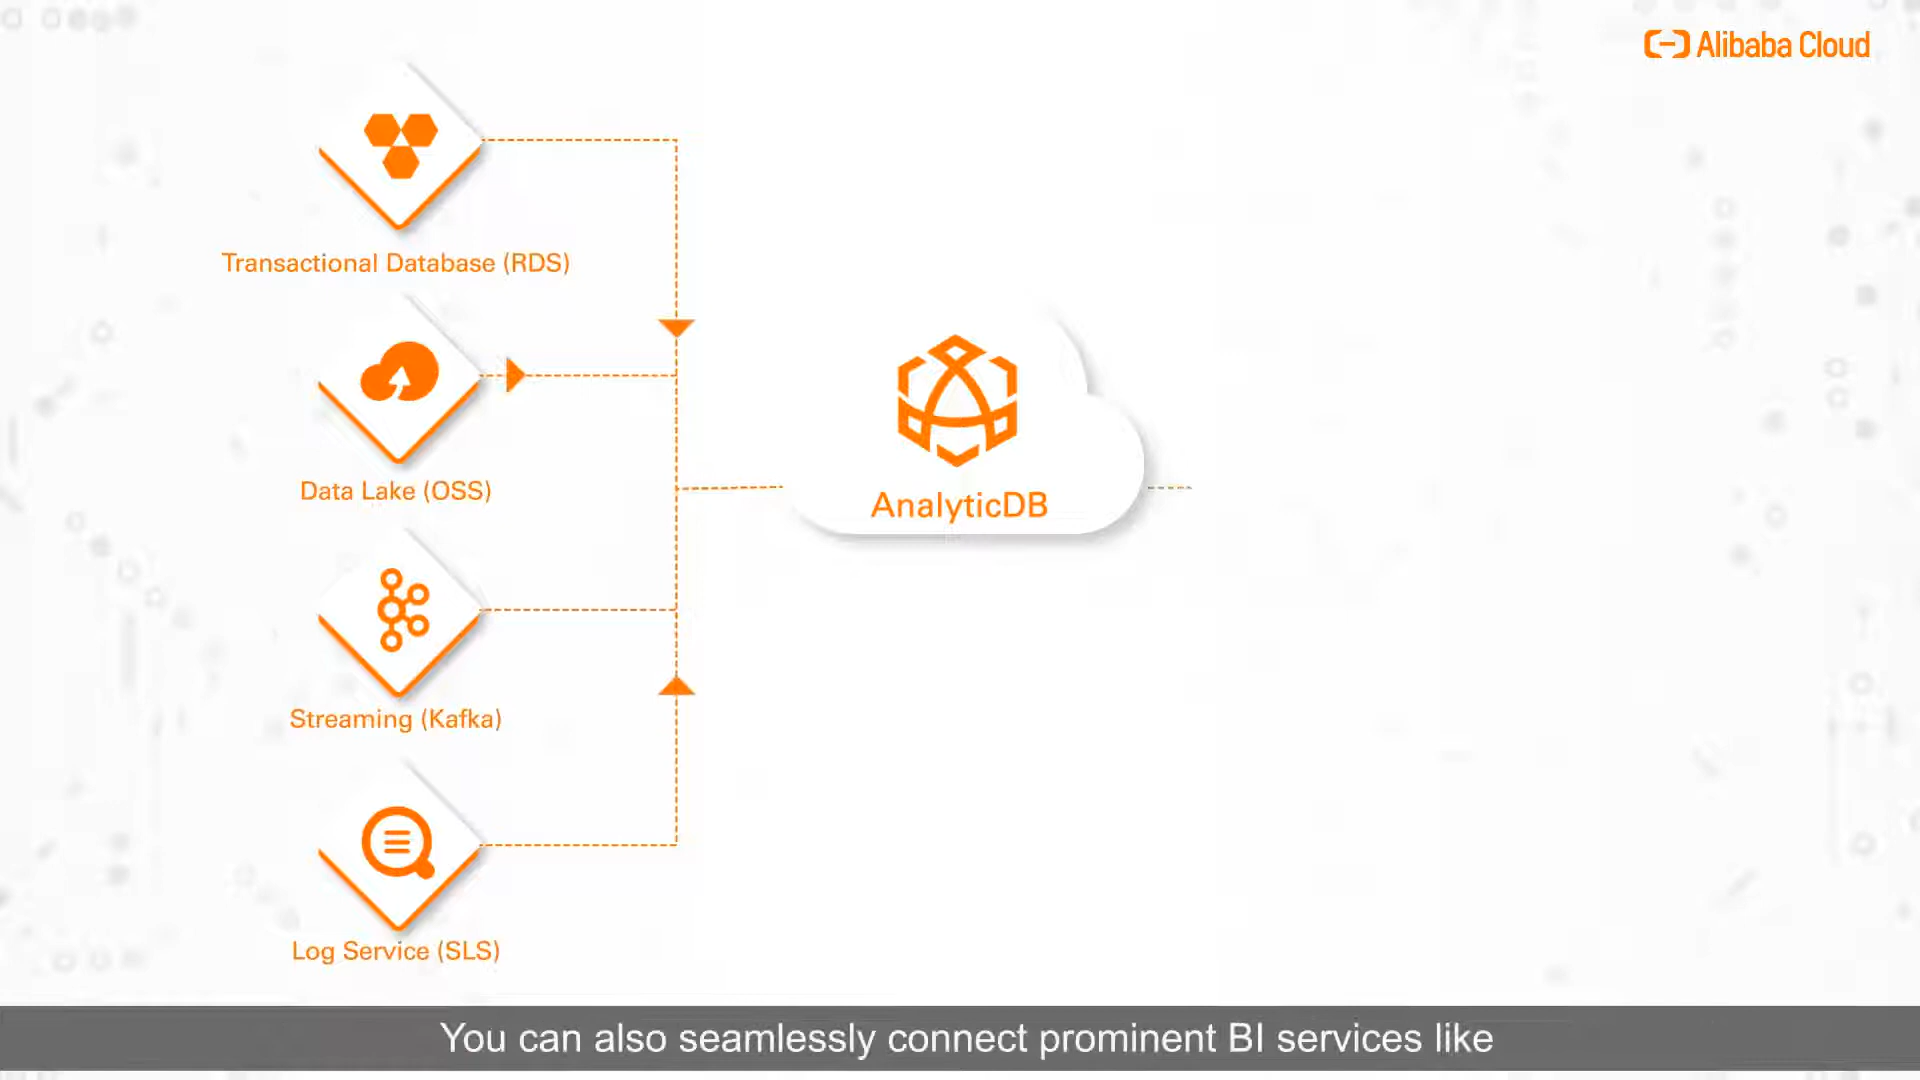 Alibaba Cloud
Transactional Database (RDS)
Data Lake (OSS)
AnalyticDB
Streaming (Kafka)
Log Service (SLS)
You can also seamlessly connect prominent BI services like